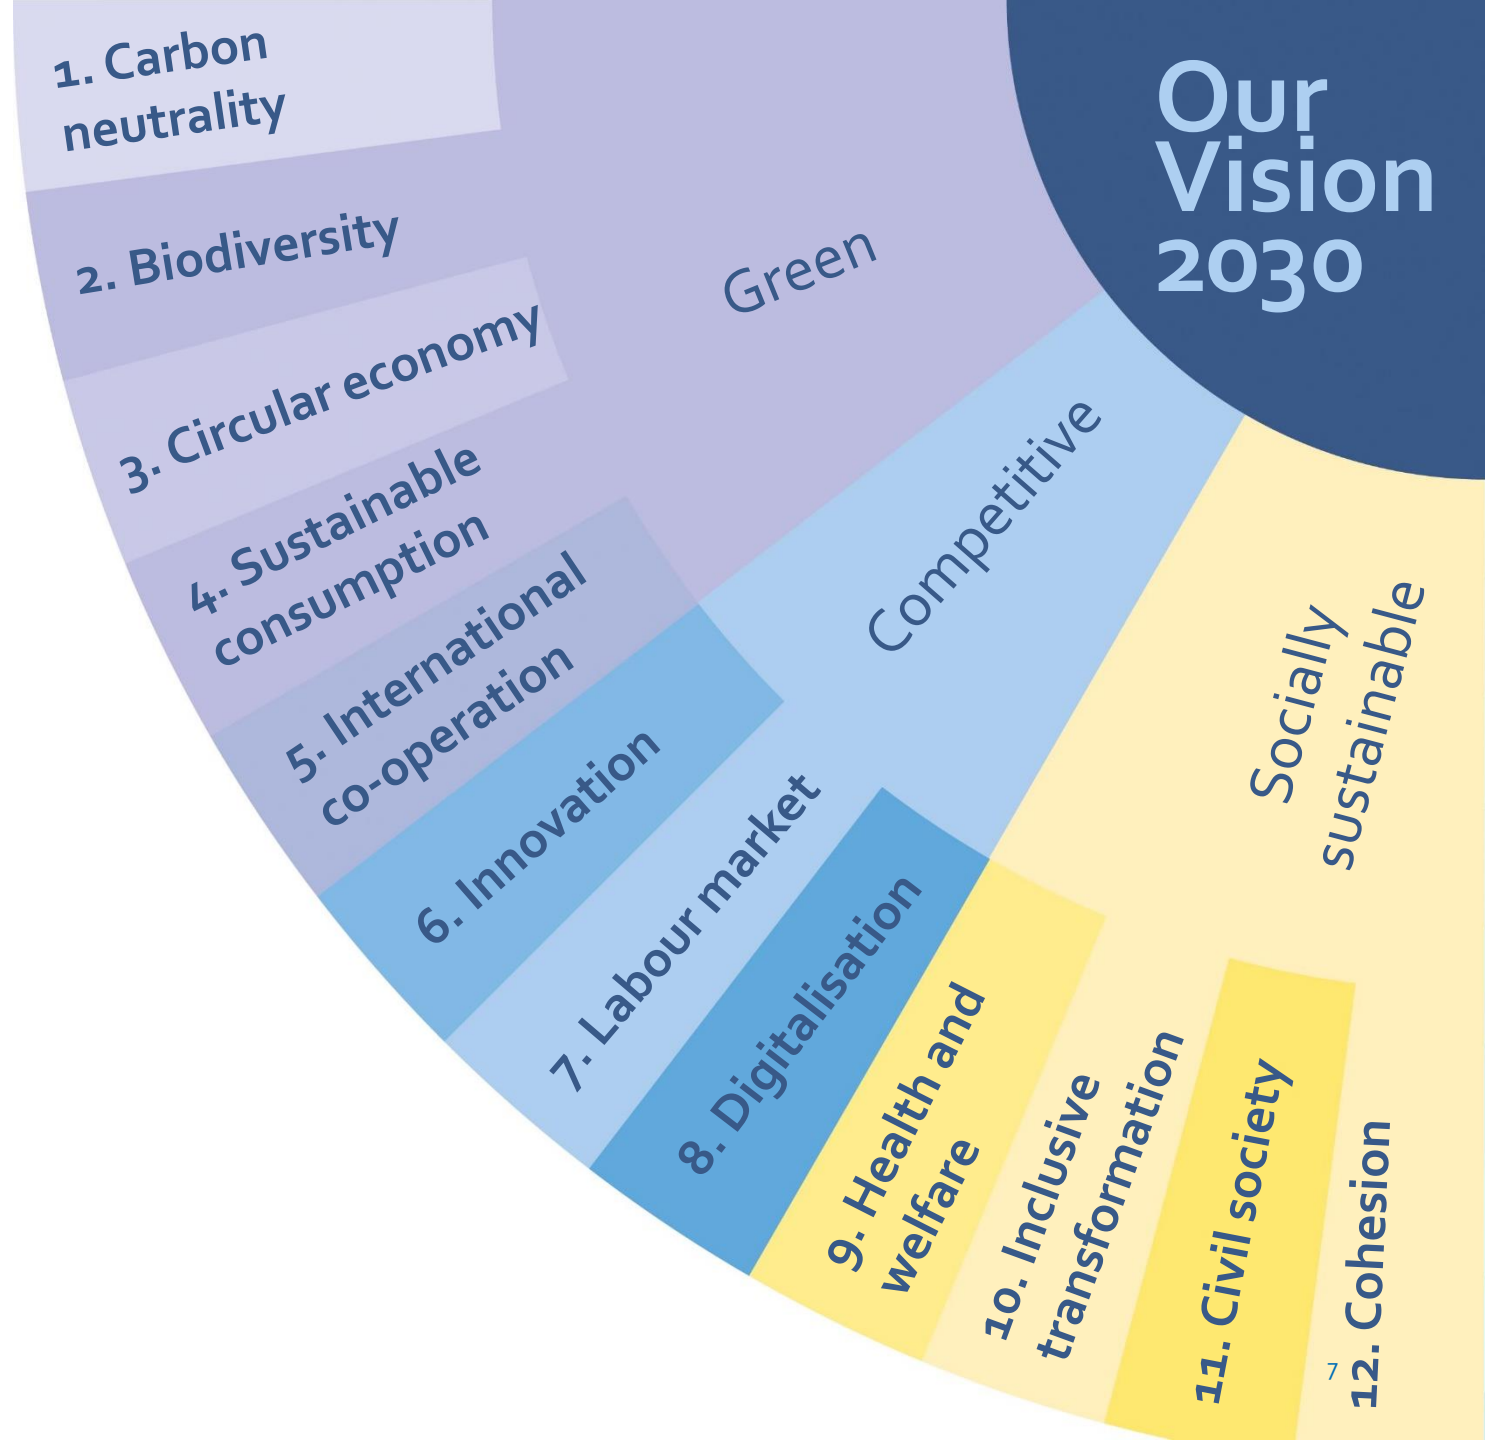 Our
Vision
2030
Green
1. Carbon
neutrality
2. Biodiversity
3. Circular economy
4. Sustainable
consumption
5. International
co-operation
Competitive
6. Innovation
7. Labour market
8. Digitalisation
Socially
sustainable
9. Health and
welfare
10. Inclusive
transformation
11. Civil society
12. Cohesion
7